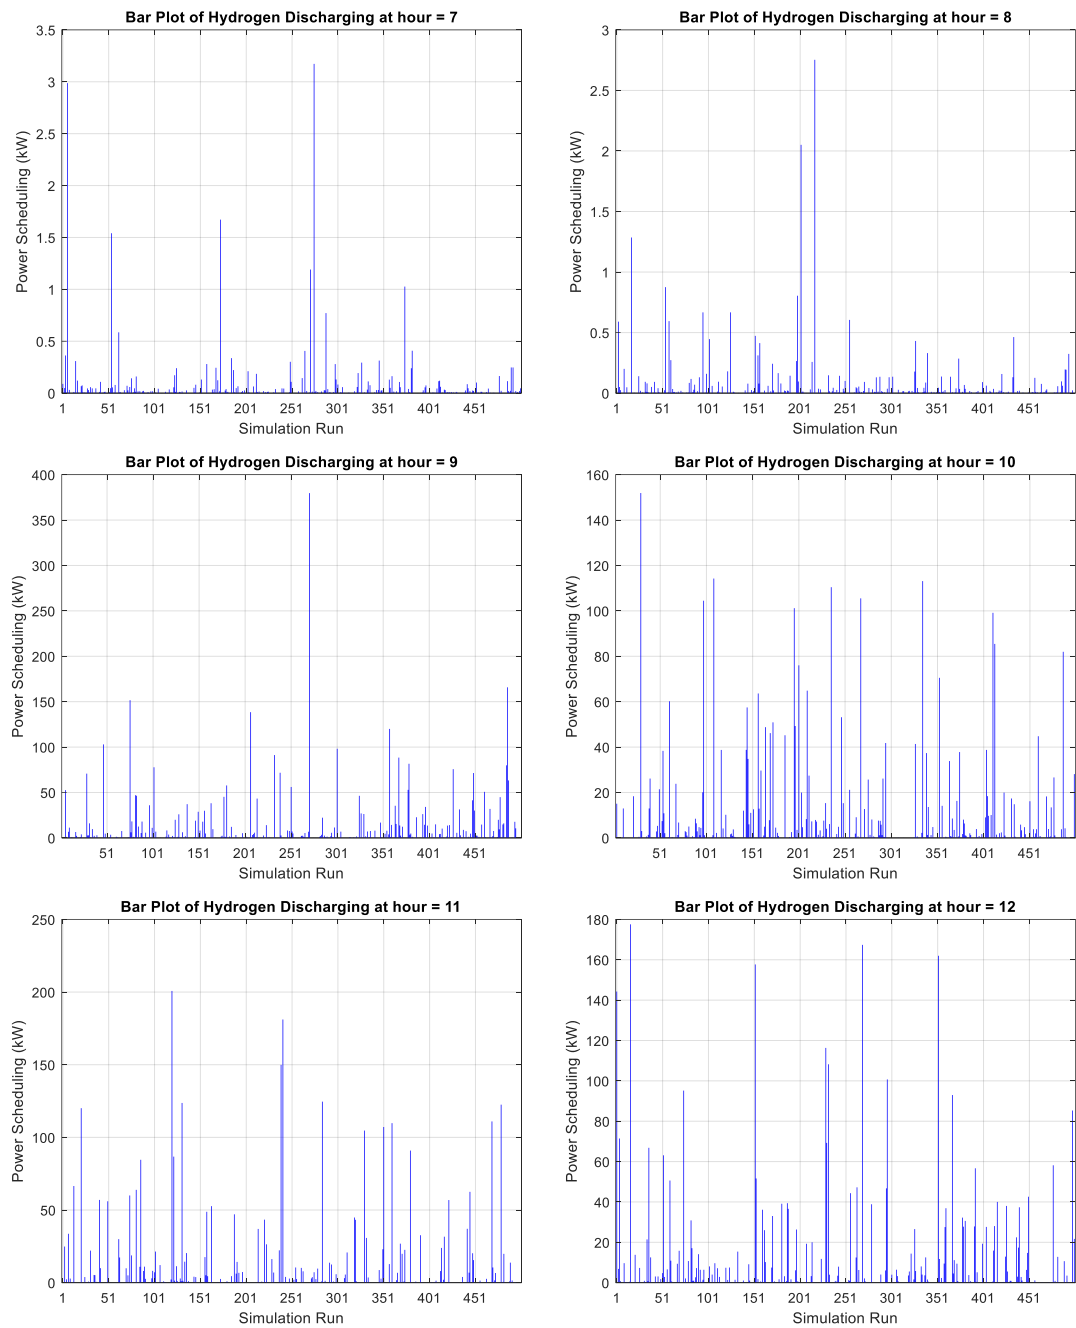 Bar Plot of Hydrogen Discharging at hour = 7
3.5
3
2.5
2
1.5
1
0.5
0
Power Scheduling (kW)
1 51 101 151 201 251 301 351 401 451
Simulation Run
Bar Plot of Hydrogen Discharging at hour = 8
3
2.5
2
1.5
1
0.5
0
Power Scheduling (kW)
1 51 101 151 201 251 301 351 401 451
Simulation Run
Bar Plot of Hydrogen Discharging at hour = 9
400
350
300
250
200
150
100
50
0
Power Scheduling (kW)
51 101 151 201 251 301 351 401 451
Simulation Run
Bar Plot of Hydrogen Discharging at hour = 10
160
140
120
100
80
60
40
20
0
Power Scheduling (kW)
51 101 151 201 251 301 351 401 451
Simulation Run
Bar Plot of Hydrogen Discharging at hour = 11
250
200
150
100
50
0
Power Scheduling (kW)
1 51 101 151 201 251 301 351 401 451
Simulation Run
Bar Plot of Hydrogen Discharging at hour = 12
180
160
140
120
100
80
60
40
20
0
Power Scheduling (kW)
1 51 101 151 201 251 301 351 401 451
Simulation Run